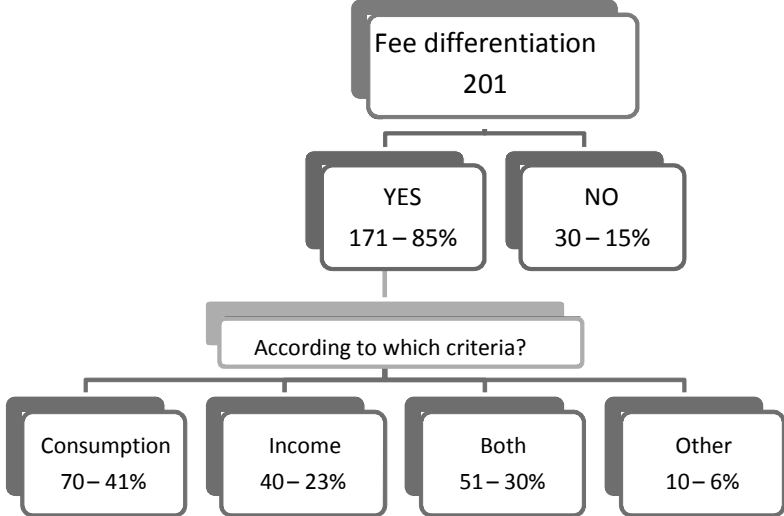 Fee differentiation
201
YES
171 – 85%
NO
30 – 15%
According to which criteria?
Consumption
70 – 41%
Income
40 – 23%
Both
51 – 30%
Other
10 – 6%